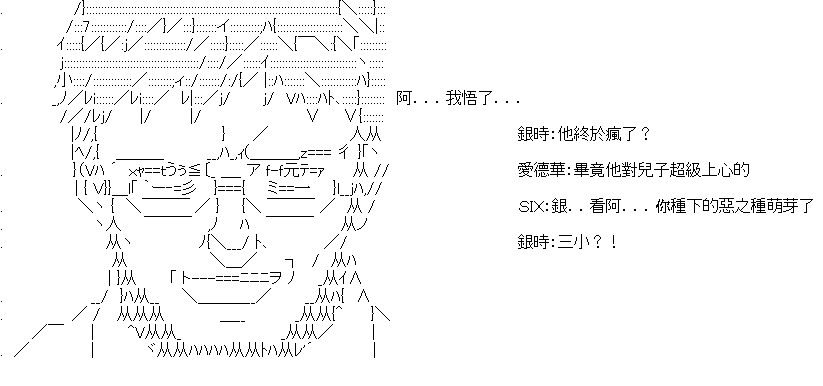 阿．．．我悟了．．．
銀時：他終於瘋了？
愛德華：畢竟他對兒子超級上心的
ＳＩＸ：銀．．看阿．．．你種下的惡之種萌芽了
銀時：三小？！